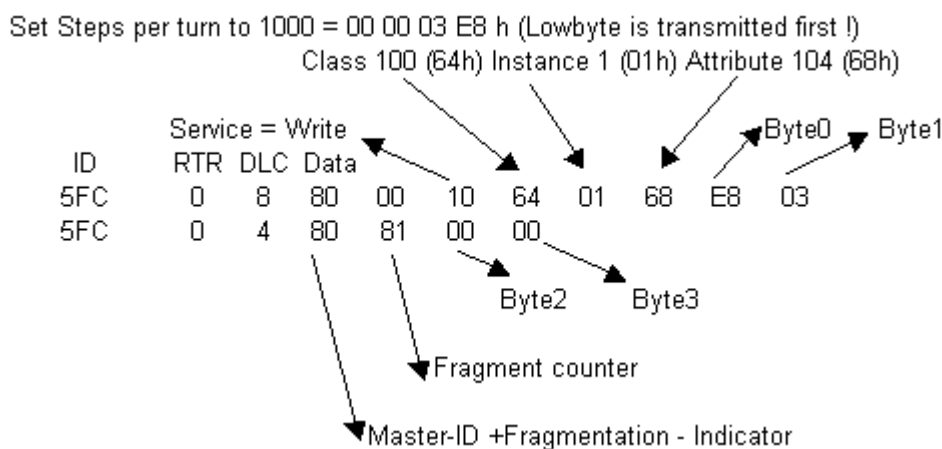 Set Steps per turn to 1000 = 00 00 03 E8 h (Lowbyte is transmitted first !)
Class 100 (64h) Instance 1 (01h) Attribute 104 (68h)
Service = Write Byte0 Byte1
ID RTR DLC Data
5FC 0 8 80 00 10 64 01 68 E8 03
5FC 0 4 80 81 00 00
Byte2 Byte3
Fragment counter
Master-ID +Fragmentation - Indicator